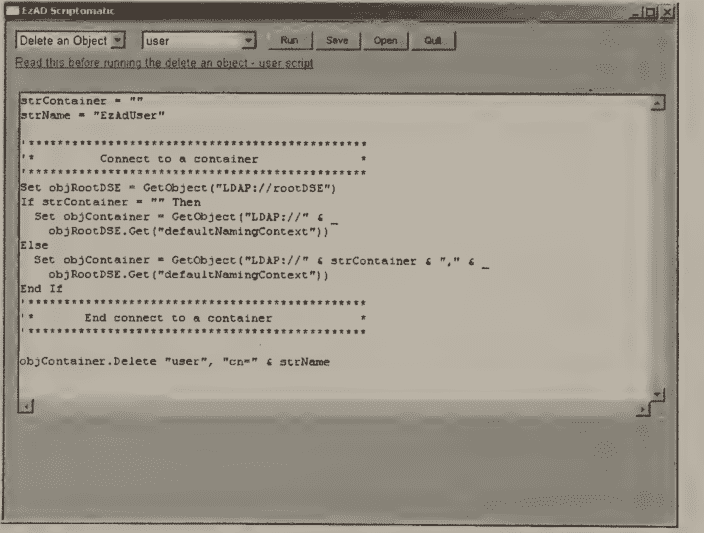 EzAD Scriptomatic
Delete an Object user Run Save Open Quit
Read this before running the delete an object - user script
strContainer = ""
strName = "EzAdUser"
'***********************************************
'*         Connect to a container              *
'***********************************************
Set objRootDSE = GetObject("LDAP://rootDSE")
If strContainer = "" Then
  Set objContainer = GetObject("LDAP://" & _
    objRootDSE.Get("defaultNamingContext"))
Else
  Set objContainer = GetObject("LDAP://" & strContainer & "," & _
    objRootDSE.Get("defaultNamingContext"))
End If
'***********************************************
'*       End connect to a container            *
'***********************************************
objContainer.Delete "user", "cn=" & strName